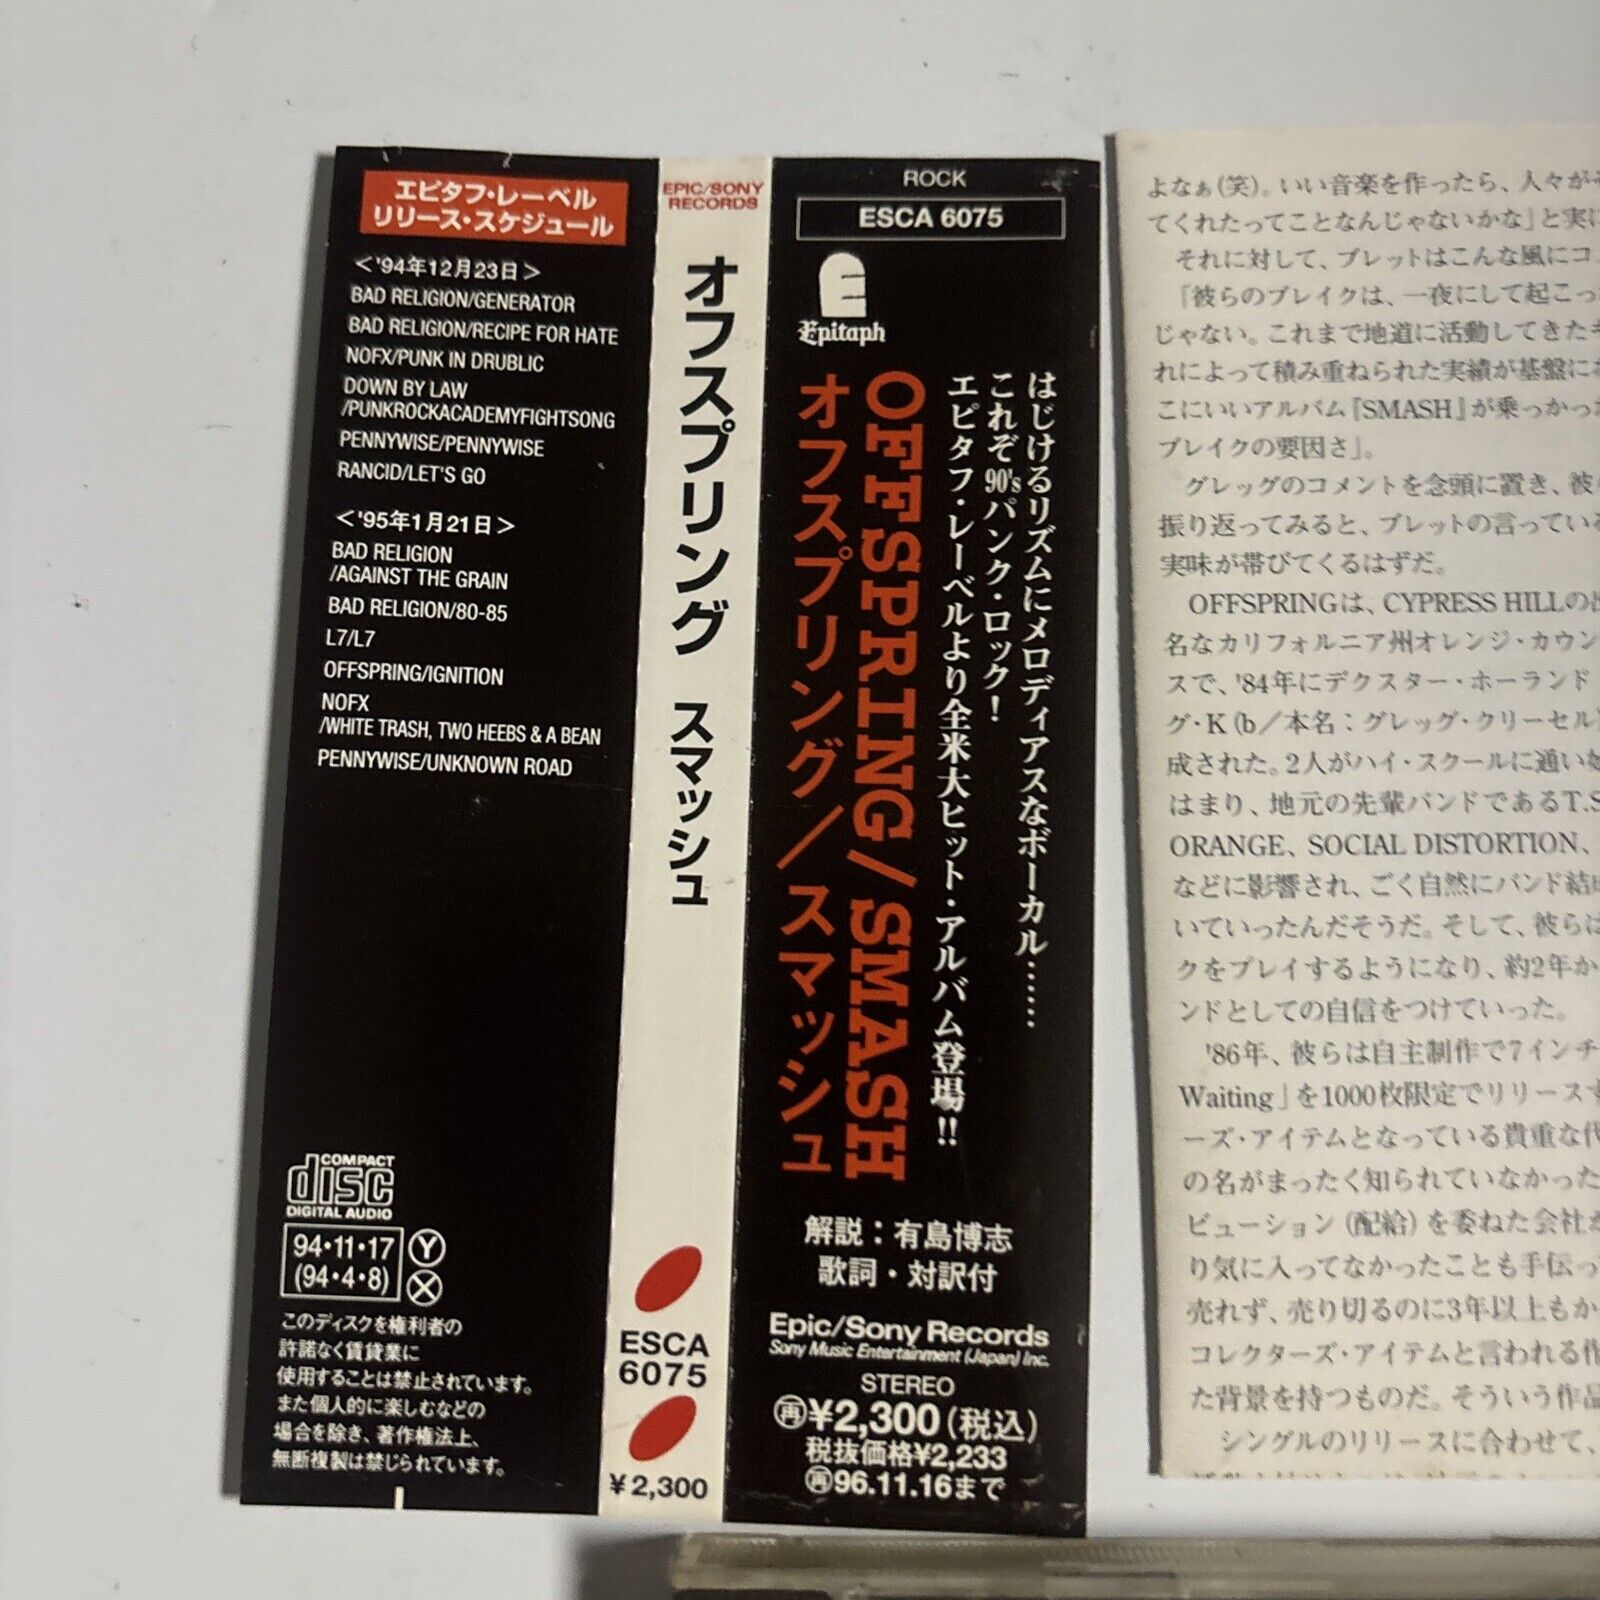 エピタフ・レーベル
リリース・スケジュール
<'94年12月23日>
BAD RELIGION/GENERATOR
BAD RELIGION/RECIPE FOR HATE
NOFX/PUNK IN DRUBLIC
DOWN BY LAW
/PUNKROCKACADEMYFIGHTSONG
PENNYWISE/PENNYWISE
RANCID/LET'S GO
<'95年1月21日>
BAD RELIGION
/AGAINST THE GRAIN
BAD RELIGION/80-85
L7/L7
OFFSPRING/IGNITION
NOFX
/WHITE TRASH, TWO HEEBS & A BEAN
PENNYWISE/UNKNOWN ROAD
COMPACT
disc
DIGITAL AUDIO
94・11・17
(94・4・8)
Ⓨ
Ⓧ
このディスクを権利者の
許諾なく賃貸業に
使用することは禁止されています。
また個人的に楽しむなどの
場合を除き、著作権法上、
無断複製は禁じられています。
EPIC/SONY
RECORDS
オフスプリング スマッシュ
ESCA
6075
¥2,300
ROCK
ESCA 6075
Epitaph
はじけるリズムにメロディアスなボーカル……
これぞ90'sパンク・ロック!
エピタフ・レーベルより全米大ヒット・アルバム登場!!
OFFSPRING/SMASH
オフスプリング/スマッシュ
解説：有島博志
歌詞・対訳付
Epic/Sony Records
Sony Music Entertainment (Japan) Inc.
STEREO
㊢¥2,300(税込)
税抜価格¥2,233
㊢96.11.16まで
よなぁ(笑)。いい音楽を作ったら、人々がそ
てくれたってことなんじゃないかな」と実に
それに対して、ブレットはこんな風にコ
「彼らのブレイクは、一夜にして起こっ
じゃない。これまで地道に活動してきたキ
れによって積み重ねられた実績が基盤にな
こにいいアルバム『SMASH』が乗っかった
ブレイクの要因さ」。
グレッグのコメントを念頭に置き、彼ら
振り返ってみると、ブレットの言っている
実味が帯びてくるはずだ。
OFFSPRINGは、CYPRESS HILLの出
名なカリフォルニア州オレンジ・カウン
スで、'84年にデクスター・ホーランド
グ・K(b／本名：グレッグ・クリーセル)
成された。2人がハイ・スクールに通い始
はまり、地元の先輩バンドであるT.S
ORANGE、SOCIAL DISTORTION、
などに影響され、ごく自然にバンド結成
いていったんだそうだ。そして、彼らは
クをプレイするようになり、約2年か
ンドとしての自信をつけていった。
'86年、彼らは自主制作で7インチ
Waiting」を1000枚限定でリリースす
ーズ・アイテムとなっている貴重な代
の名がまったく知られていなかった
ビューション(配給)を委ねた会社が
り気に入ってなかったことも手伝っ
売れず、売り切るのに3年以上もか
コレクターズ・アイテムと言われる作
た背景を持つものだ。そういう作品
シングルのリリースに合わせて、